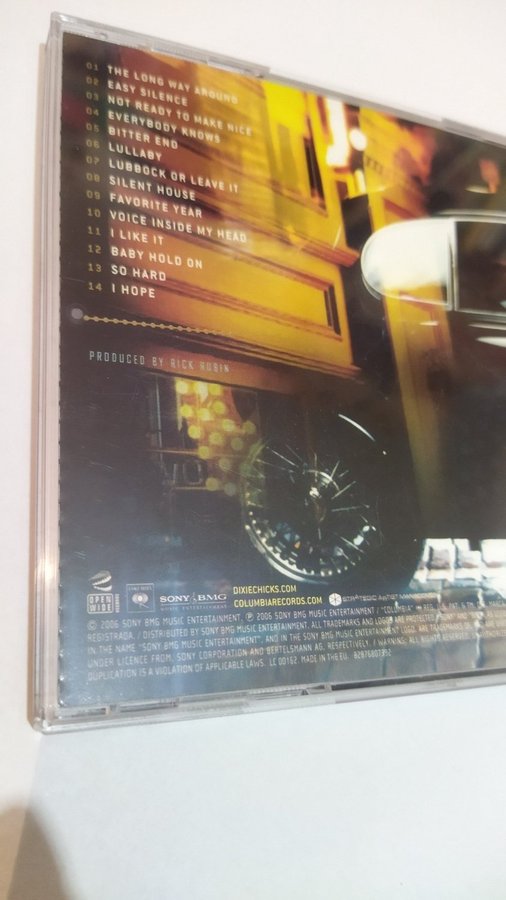 01 THE LONG WAY AROUND
02 EASY SILENCE
03 NOT READY TO MAKE NICE
04 EVERYBODY KNOWS
05 BITTER END
06 LULLABY
07 LUBBOCK OR LEAVE IT
08 SILENT HOUSE
09 FAVORITE YEAR
10 VOICE INSIDE MY HEAD
11 I LIKE IT
12 BABY HOLD ON
13 SO HARD
14 I HOPE
PRODUCED BY RICK RUBIN
OPEN WIDE
COLUMBIA
SONY BMG
MUSIC ENTERTAINMENT
DIXIECHICKS.COM
COLUMBIARECORDS.COM
© 2006 SONY BMG MUSIC ENTERTAINMENT, ℗ 2006 SONY BMG MUSIC ENTERTAINMENT / "COLUMBIA"
REGISTRADA / DISTRIBUTED BY SONY BMG MUSIC ENTERTAINMENT. ALL TRADEMARKS AND LOGOS ARE PROTECTED.
IN THE NAME "SONY BMG MUSIC ENTERTAINMENT", AND IN THE SONY BMG MUSIC ENTERTAINMENT LOGO, ARE TRADEMARKS
UNDER LICENCE FROM, SONY CORPORATION AND BERTELSMANN AG, RESPECTIVELY. / WARNING: ALL RIGHTS RESERVED.
DUPLICATION IS A VIOLATION OF APPLICABLE LAWS. LC 00162 MADE IN THE EU.